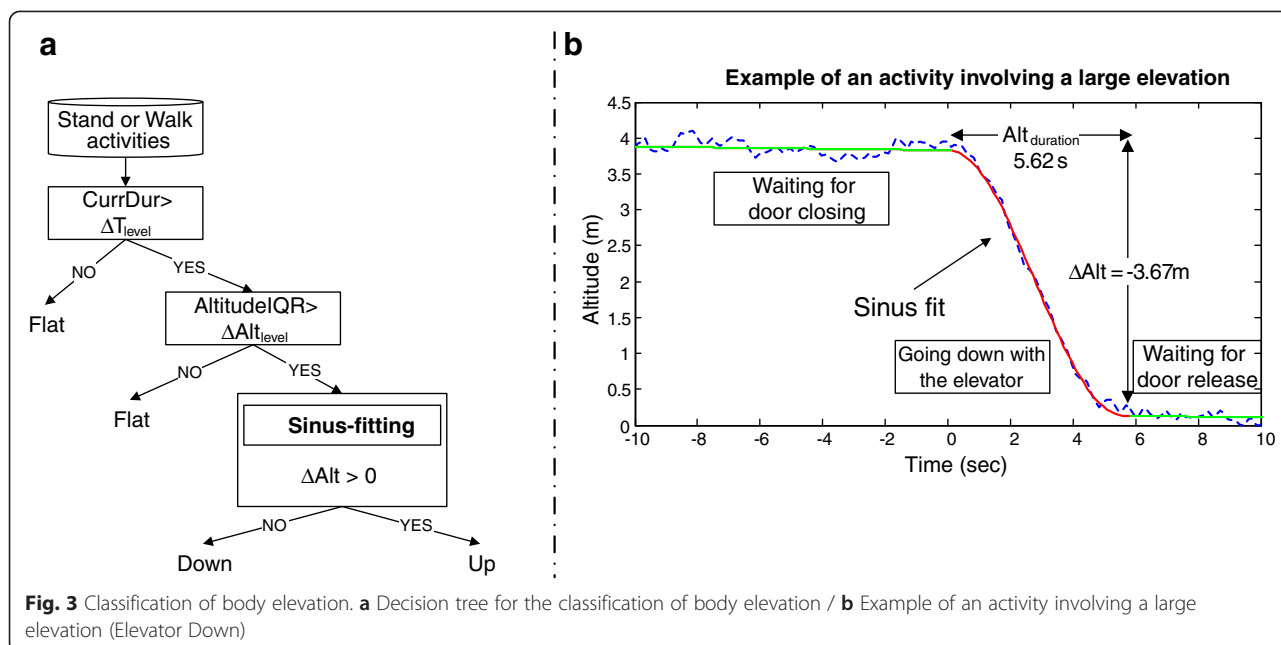 a
Stand or Walk
activities
CurrDur>
ΔTlevel
NO
YES
Flat
AltitudeIQR>
ΔAltlevel
NO
YES
Flat
Sinus-fitting
ΔAlt > 0
NO
YES
Down
Up
b
Example of an activity involving a large elevation
4.5
4
3.5
3
2.5
2
1.5
1
0.5
0
Altitude (m)
Altduration
5.62 s
Waiting for
door closing
Sinus fit
ΔAlt = -3.67m
Going down with
the elevator
Waiting for
door release
-10 -8 -6 -4 -2 0 2 4 6 8 10
Time (sec)
Fig. 3 Classification of body elevation. a Decision tree for the classification of body elevation / b Example of an activity involving a large
elevation (Elevator Down)